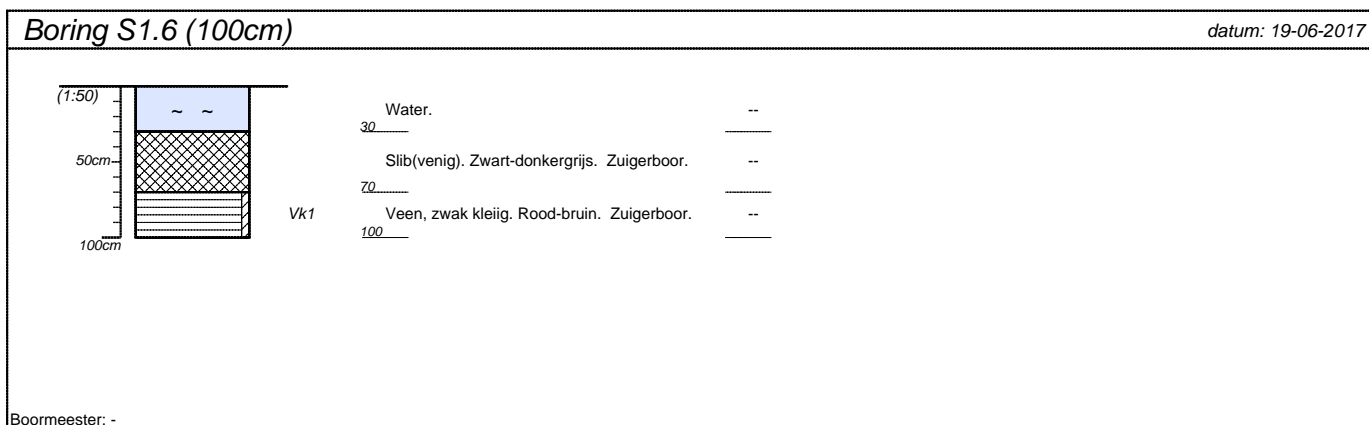 Boring S1.6 (100cm) datum: 19-06-2017
(1:50)
~ ~ Water. --
30
50cm Slib(venig). Zwart-donkergrijs. Zuigerboor. --
70
Vk1 Veen, zwak kleiig. Rood-bruin. Zuigerboor. --
100
100cm
Boormeester: -